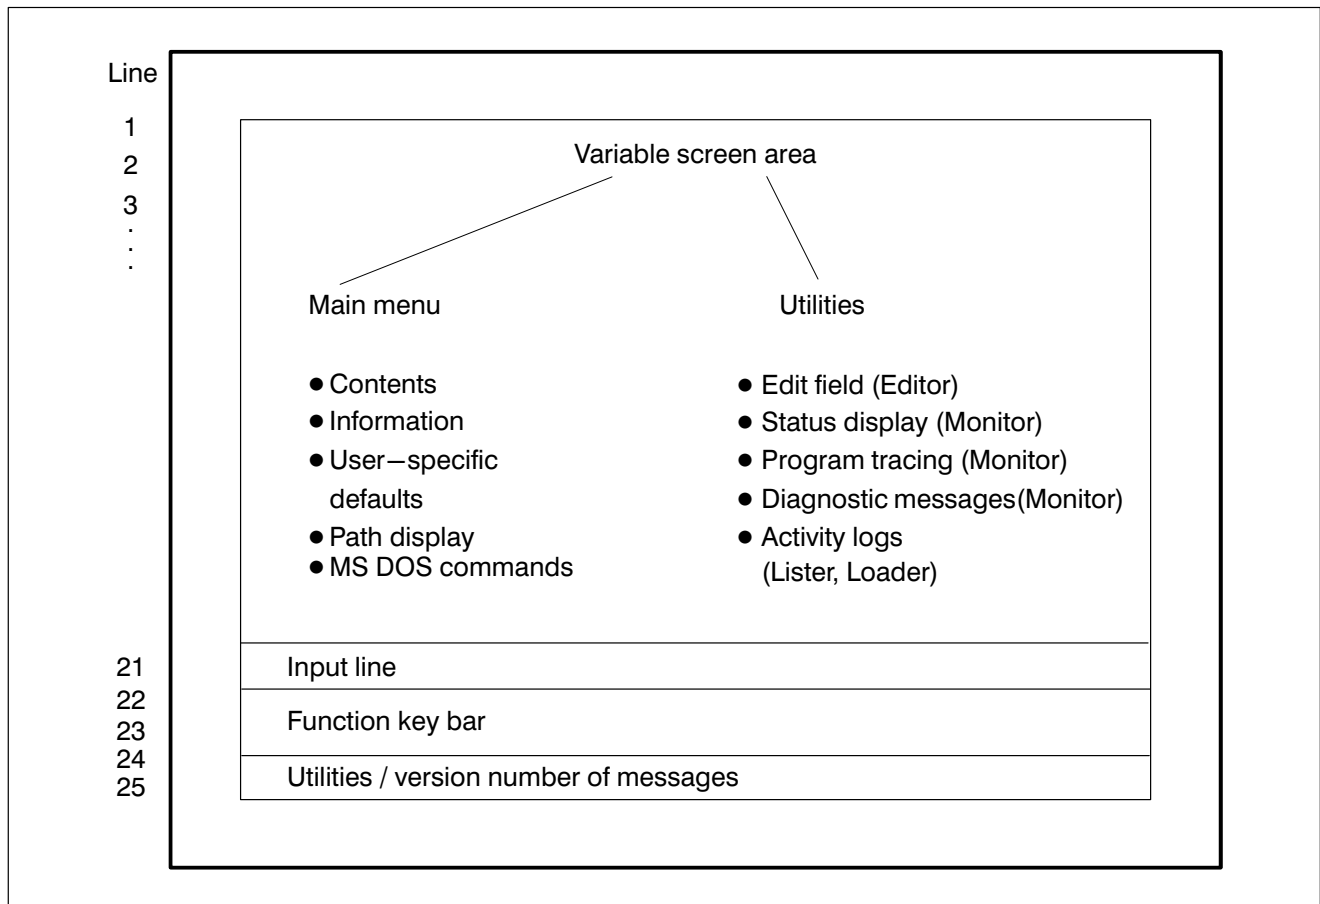 Line
1
2
3
.
.
.
Variable screen area
Main menu
● Contents
● Information
● User–specific
defaults
● Path display
● MS DOS commands
Utilities
● Edit field (Editor)
● Status display (Monitor)
● Program tracing (Monitor)
● Diagnostic messages(Monitor)
● Activity logs
(Lister, Loader)
21
Input line
22
23
Function key bar
24
25
Utilities / version number of messages